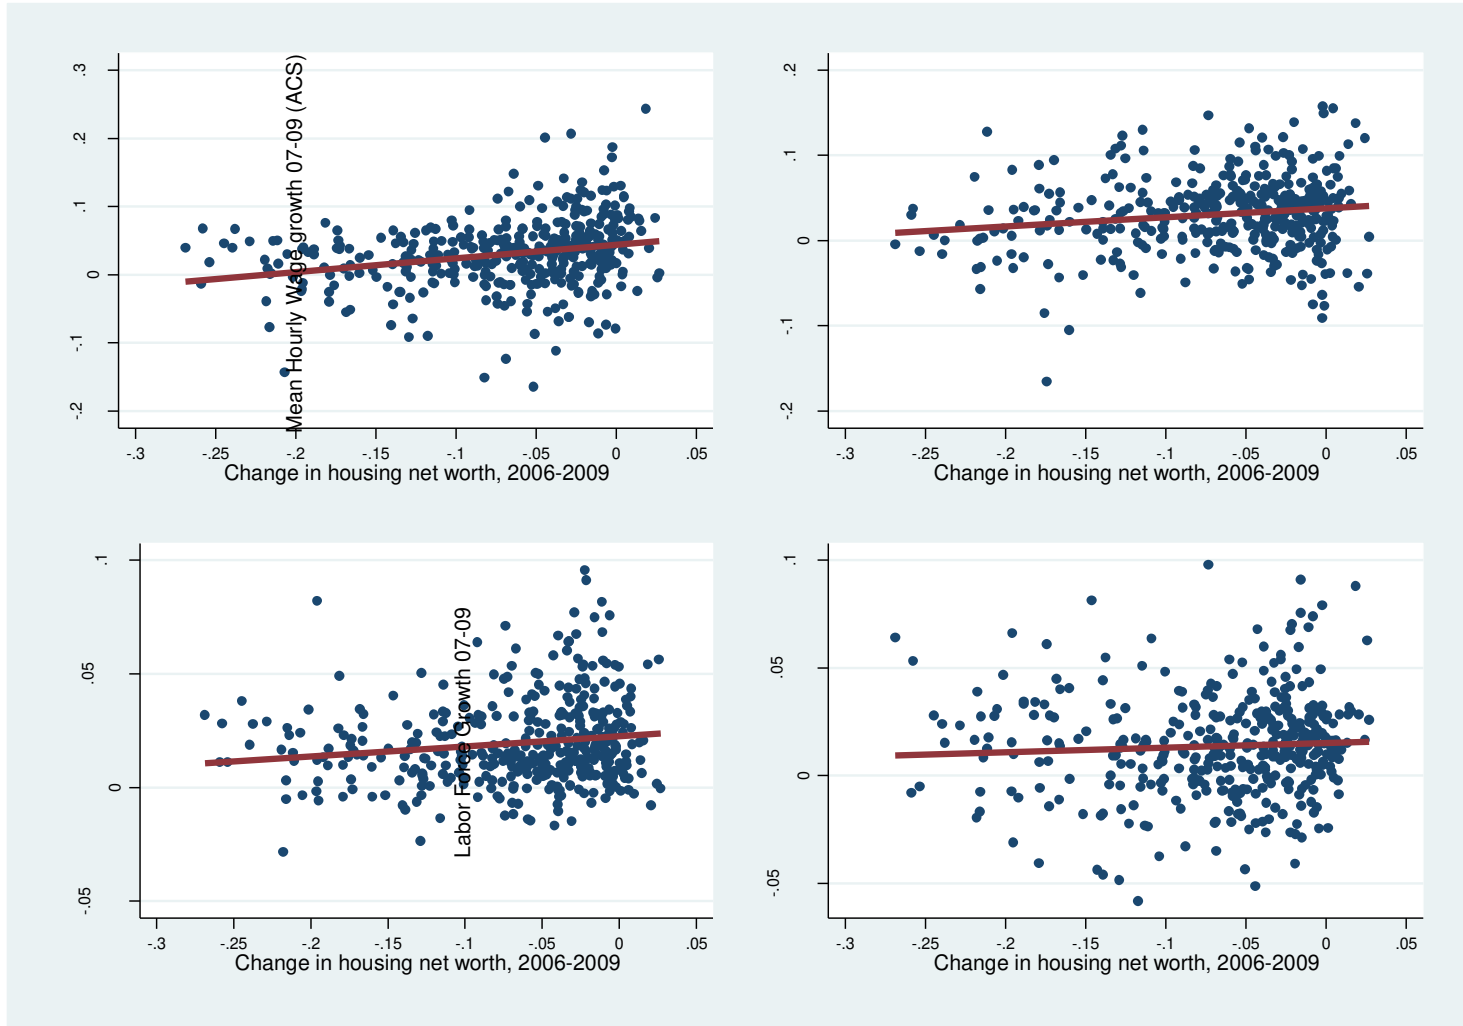 .3
.2
.1
0
-.1
-.2
Mean Hourly Wage growth 07-09 (ACS)
-.3 -.25 -.2 -.15 -.1 -.05 0 .05
Change in housing net worth, 2006-2009
.2
.1
0
-.1
-.2
-.3 -.25 -.2 -.15 -.1 -.05 0 .05
Change in housing net worth, 2006-2009
.1
.05
0
-.05
Labor Force Growth 07-09
-.3 -.25 -.2 -.15 -.1 -.05 0 .05
Change in housing net worth, 2006-2009
.1
.05
0
-.05
-.3 -.25 -.2 -.15 -.1 -.05 0 .05
Change in housing net worth, 2006-2009